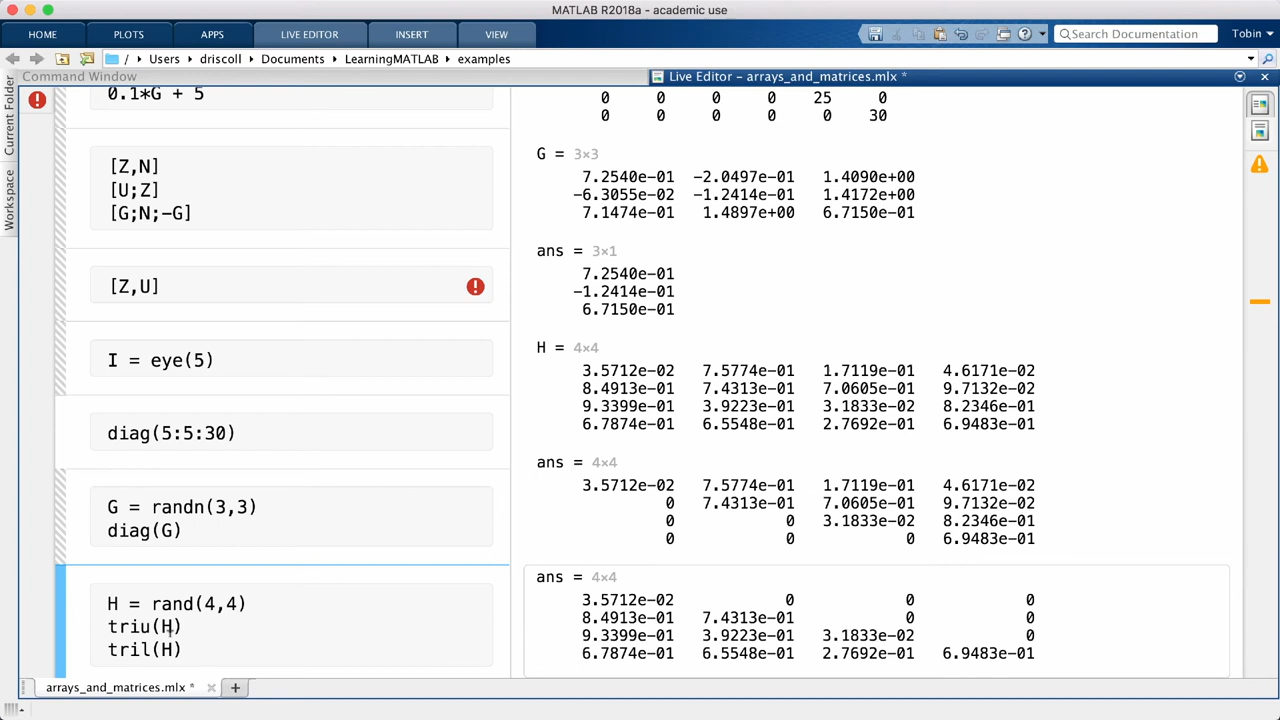 MATLAB R2018a - academic use
HOME PLOTS APPS LIVE EDITOR INSERT VIEW Search Documentation Tobin
/ Users driscoll Documents LearningMATLAB examples
Command Window
Live Editor - arrays_and_matrices.mlx *
Current Folder
Workspace
0.1*G + 5
[Z,N]
[U;Z]
[G;N;-G]
[Z,U]
I = eye(5)
diag(5:5:30)
G = randn(3,3)
diag(G)
H = rand(4,4)
triu(H)
tril(H)
0 0 0 0 25 0
0 0 0 0 0 30
G = 3×3
7.2540e-01 -2.0497e-01 1.4090e+00
-6.3055e-02 -1.2414e-01 1.4172e+00
7.1474e-01 1.4897e+00 6.7150e-01
ans = 3×1
7.2540e-01
-1.2414e-01
6.7150e-01
H = 4×4
3.5712e-02 7.5774e-01 1.7119e-01 4.6171e-02
8.4913e-01 7.4313e-01 7.0605e-01 9.7132e-02
9.3399e-01 3.9223e-01 3.1833e-02 8.2346e-01
6.7874e-01 6.5548e-01 2.7692e-01 6.9483e-01
ans = 4×4
3.5712e-02 7.5774e-01 1.7119e-01 4.6171e-02
0 7.4313e-01 7.0605e-01 9.7132e-02
0 0 3.1833e-02 8.2346e-01
0 0 0 6.9483e-01
ans = 4×4
3.5712e-02 0 0 0
8.4913e-01 7.4313e-01 0 0
9.3399e-01 3.9223e-01 3.1833e-02 0
6.7874e-01 6.5548e-01 2.7692e-01 6.9483e-01
arrays_and_matrices.mlx *